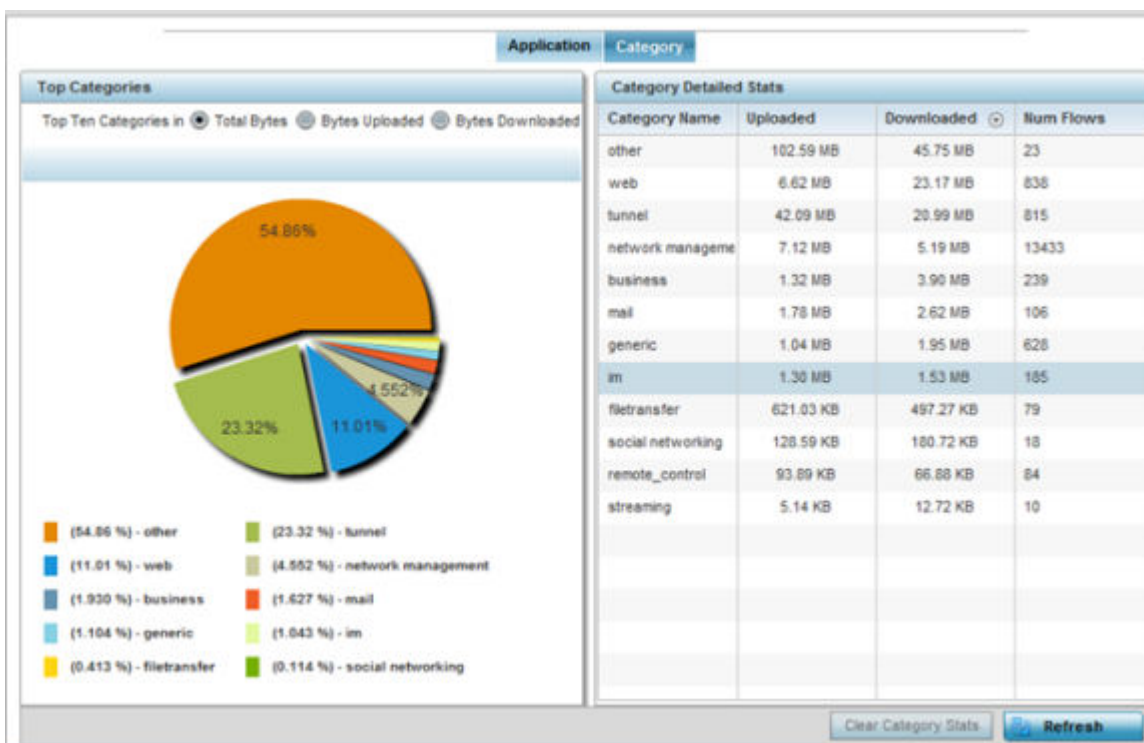 Application Category
Top Categories
Top Ten Categories in Total Bytes Bytes Uploaded Bytes Downloaded
54.86%
4.552%
23.32%
11.01%
(54.86 %) - other
(23.32 %) - tunnel
(11.01 %) - web
(4.552 %) - network management
(1.930 %) - business
(1.627 %) - mail
(1.104 %) - generic
(1.043 %) - im
(0.413 %) - filetransfer
(0.114 %) - social networking
Category Detailed Stats
Category Name Uploaded Downloaded Num Flows
other 102.59 MB 45.75 MB 23
web 6.62 MB 23.17 MB 838
tunnel 42.09 MB 20.99 MB 815
network manageme 7.12 MB 5.19 MB 13433
business 1.32 MB 3.90 MB 239
mail 1.78 MB 2.62 MB 106
generic 1.04 MB 1.95 MB 628
im 1.30 MB 1.53 MB 185
filetransfer 621.03 KB 497.27 KB 79
social networking 128.59 KB 180.72 KB 18
remote_control 93.89 KB 66.88 KB 84
streaming 5.14 KB 12.72 KB 10
Clear Category Stats Refresh